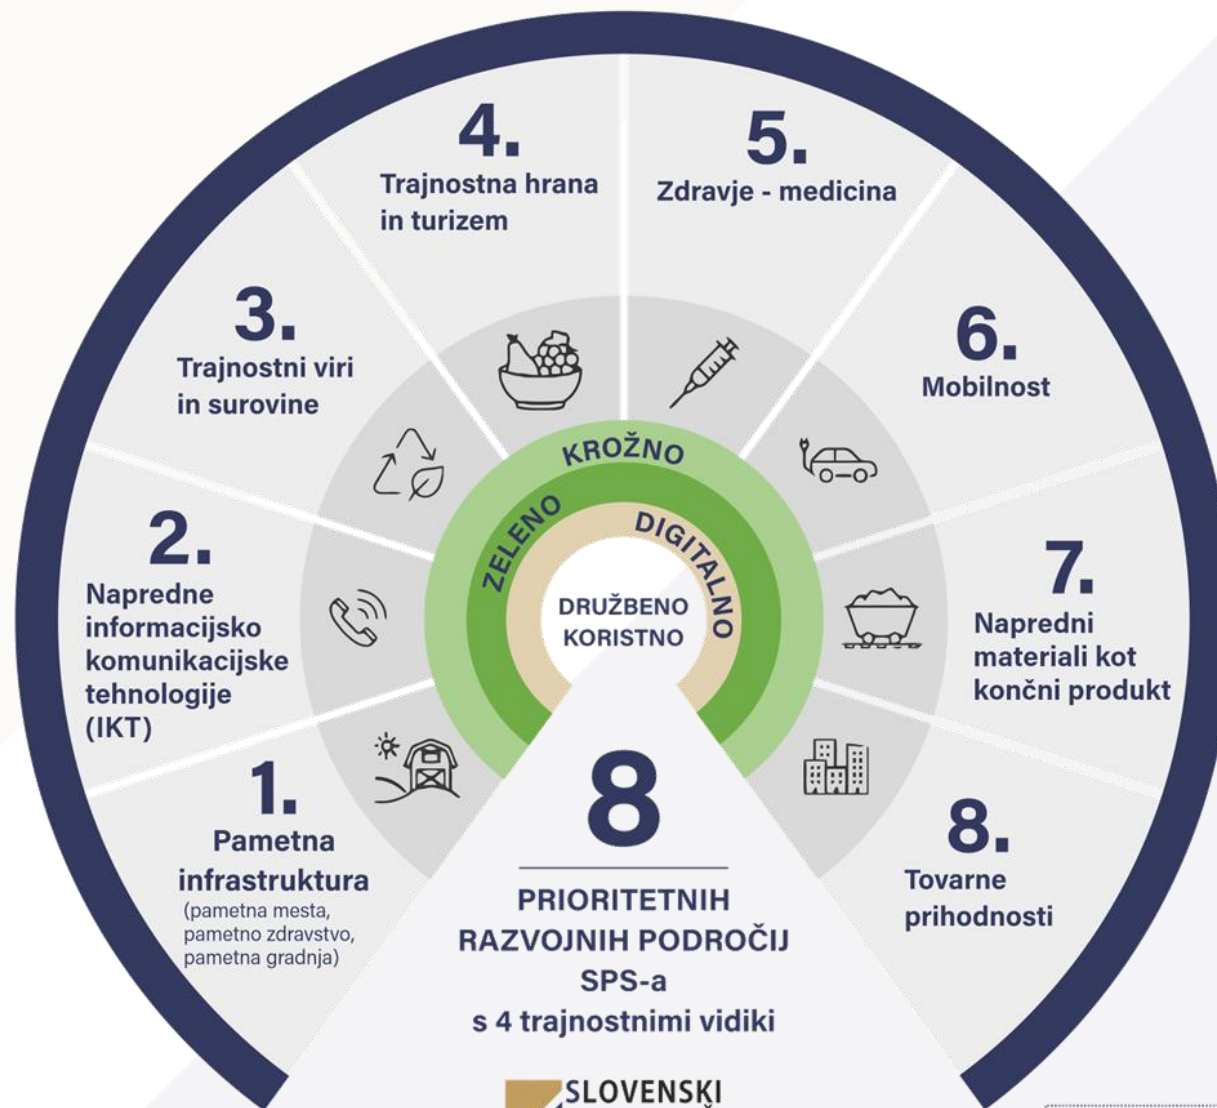 4.
Trajnostna hrana
in turizem
5.
Zdravje - medicina
3.
Trajnostni viri
in surovine
6.
Mobilnost
2.
Napredne
informacijsko
komunikacijske
tehnologije
(IKT)
7.
Napredni
materiali kot
končni produkt
1.
Pametna
infrastruktura
(pametna mesta,
pametno zdravstvo,
pametna gradnja)
8.
Tovarne
prihodnosti
KROŽNO
ZELENO
DIGITALNO
DRUŽBENO
KORISTNO
8
PRIORITETNIH
RAZVOJNIH PODROČIJ
SPS-a
s 4 trajnostnimi vidiki
SLOVENSKI